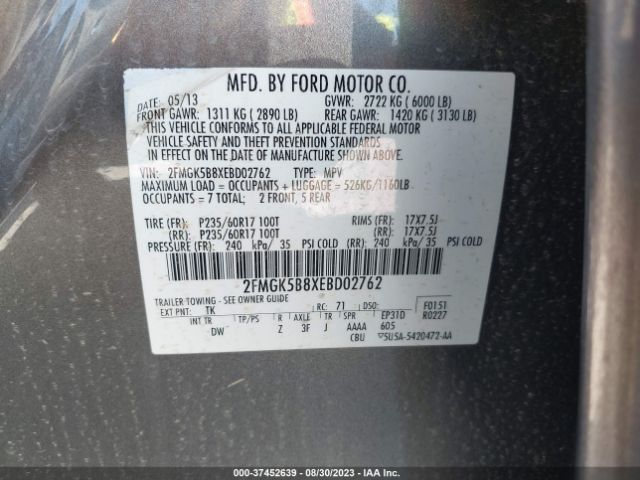 MFD. BY FORD MOTOR CO.
DATE: 05/13 GVWR: 2722 KG ( 6000 LB)
FRONT GAWR: 1311 KG ( 2890 LB) REAR GAWR: 1420 KG ( 3130 LB)
THIS VEHICLE CONFORMS TO ALL APPLICABLE FEDERAL MOTOR
VEHICLE SAFETY AND THEFT PREVENTION STANDARDS
IN EFFECT ON THE DATE OF MANUFACTURE SHOWN ABOVE.
VIN: 2FMGK5B8XEBD02762 TYPE: MPV
MAXIMUM LOAD = OCCUPANTS + LUGGAGE = 526KG/1160LB
OCCUPANTS = 7 TOTAL; 2 FRONT, 5 REAR
TIRE (FR): P235/60R17 100T RIMS (FR): 17X7.5J
(RR): P235/60R17 100T (RR): 17X7.5J
PRESSURE (FR): 240 kPa/ 35 PSI COLD (RR): 240 kPa/ 35 PSI COLD
2FMGK5B8XEBD02762
TRAILER TOWING - SEE OWNER GUIDE
EXT PNT: TK RC: 71 DSO: F0151
INT TR TP/PS R AXLE TR SPR EP31D R0227
DW Z 3F J AAAA 605
CBU 5U5A-5420472-AA
000-37452639 - 08/30/2023 - IAA Inc.